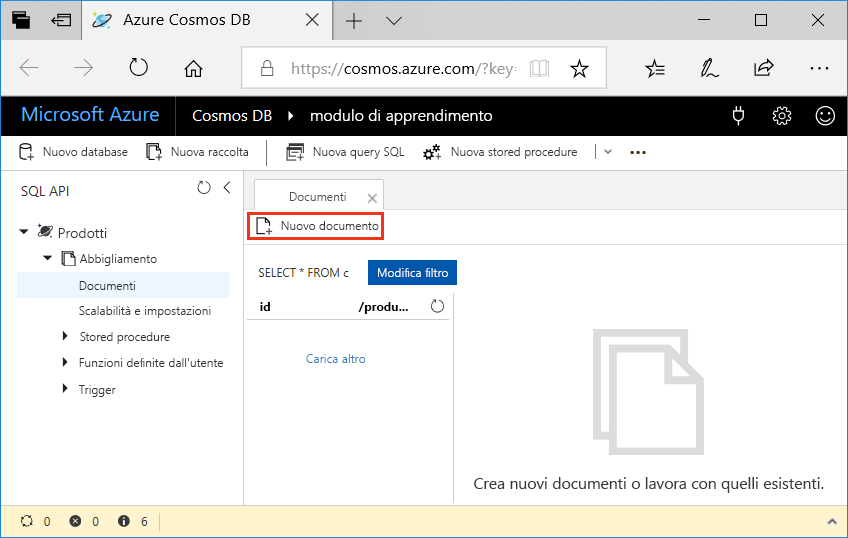 Azure Cosmos DB
https://cosmos.azure.com/?key=
Microsoft Azure Cosmos DB modulo di apprendimento
Nuovo database Nuova raccolta Nuova query SQL Nuova stored procedure
SQL API
Documenti
Nuovo documento
Prodotti
Abbigliamento
Documenti
Scalabilità e impostazioni
Stored procedure
Funzioni definite dall'utente
Trigger
SELECT * FROM c Modifica filtro
id /produ...
Carica altro
Crea nuovi documenti o lavora con quelli esistenti.
0 0 6